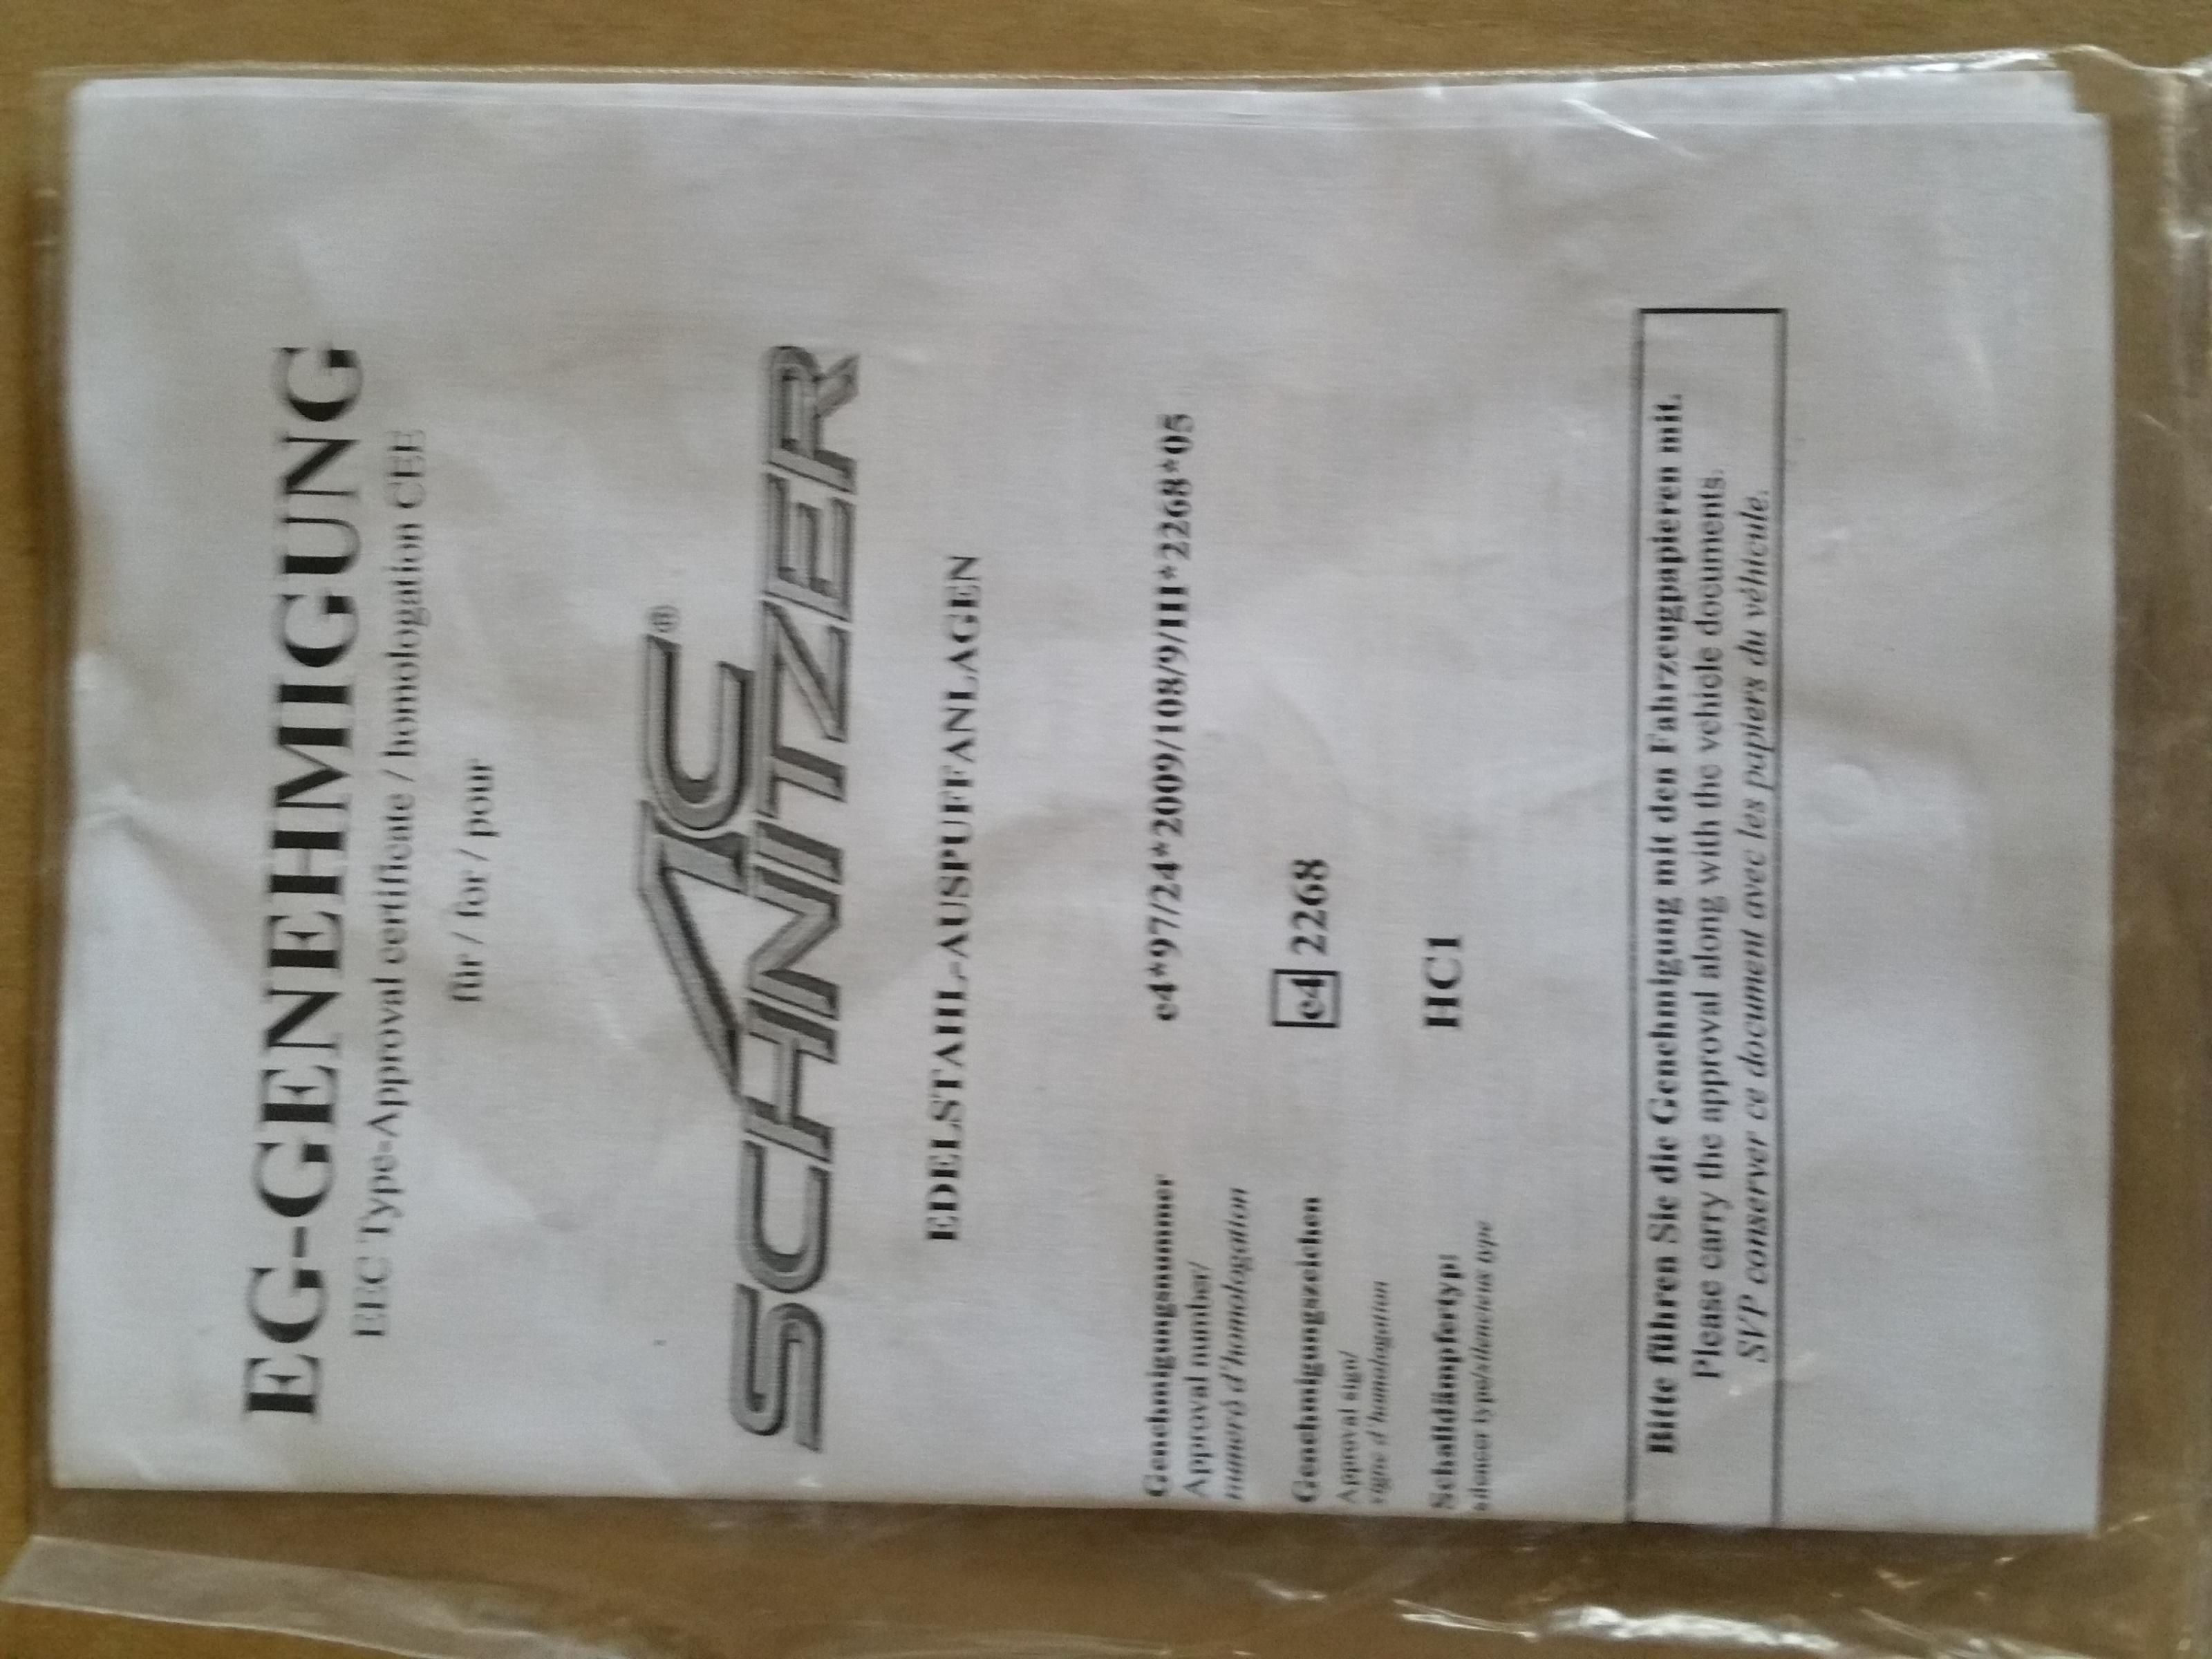 EG-GENEHMIGUNG
EEC Type-Approval certificate / homologation CEE
für / for / pour
AC®
SCHNITZER
EDELSTAHL-AUSPUFFANLAGEN
Genehmigungsnummer e4*97/24*2009/108/9/III*2268*05
Approval number/
numeró d'homologation
Genehmigungszeichen e4 2268
Approval sign/
signe d'homologation
Schalldämpfertyp: HC1
silencer type/silencieux type
Bitte führen Sie die Genehmigung mit den Fahrzeugpapieren mit.
Please carry the approval along with the vehicle documents.
SVP conserver ce document avec les papiers du véhicule.